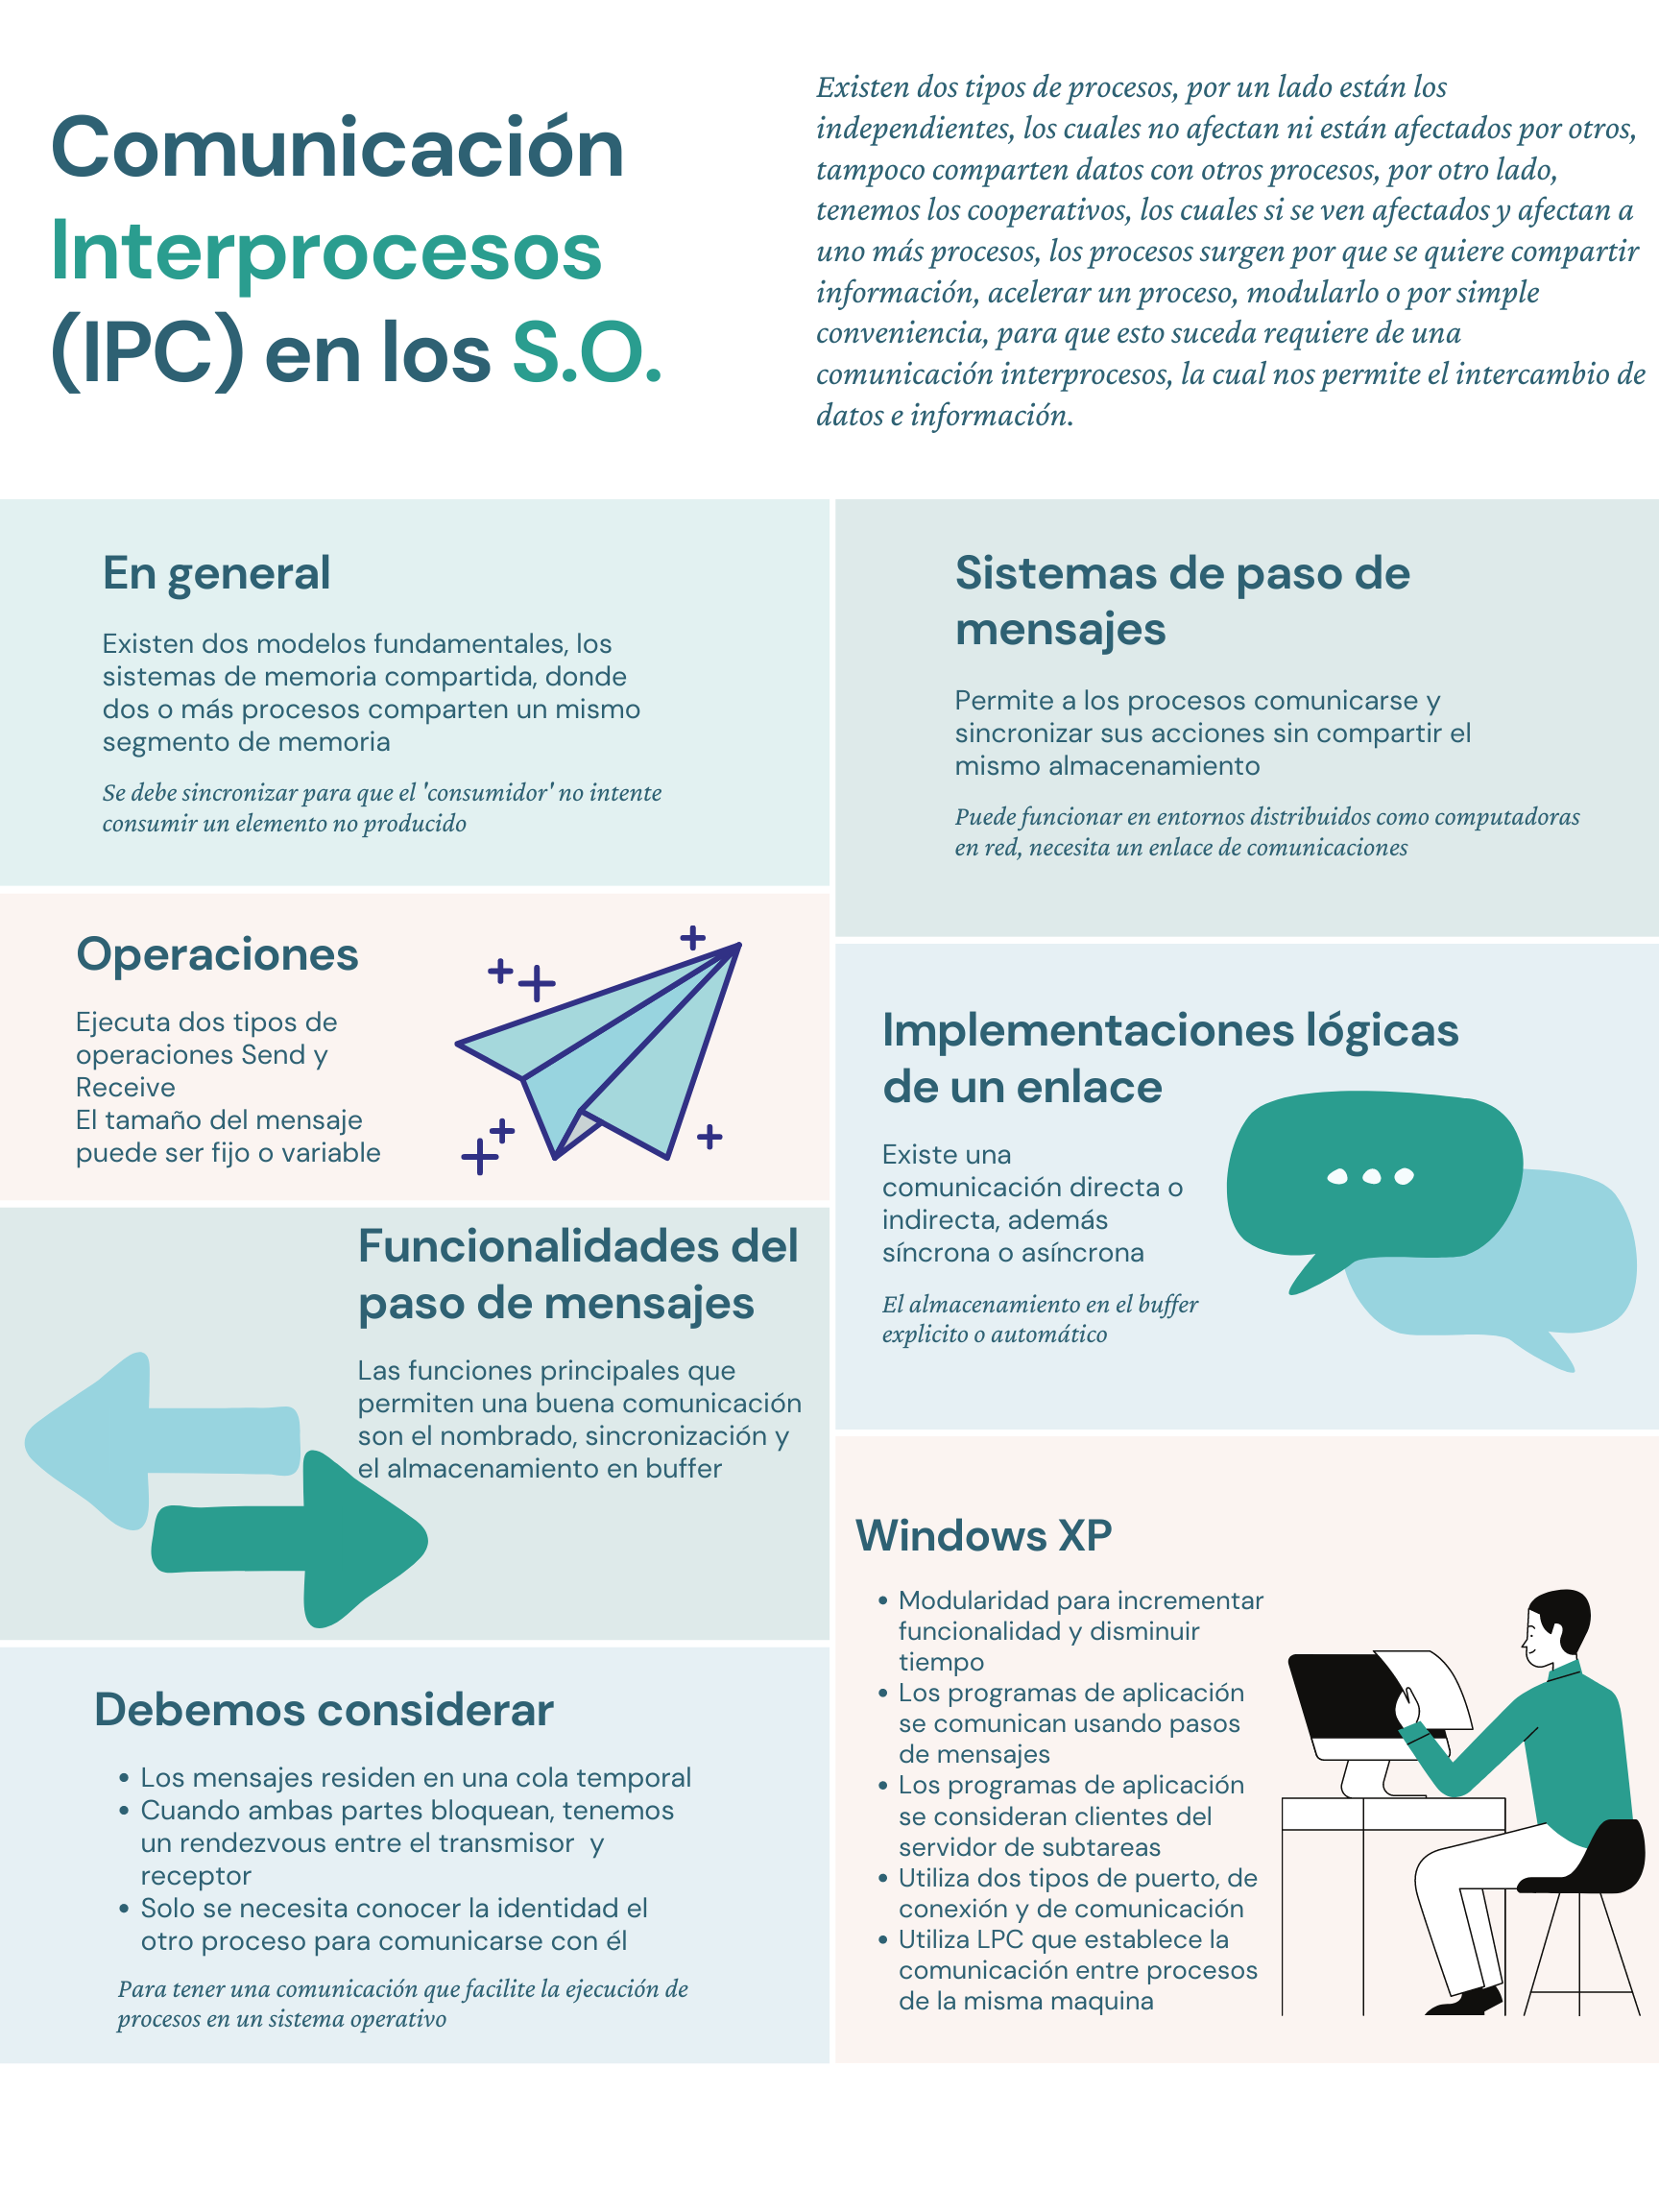 Comunicación
Interprocesos
(IPC) en los S.O.
Existen dos tipos de procesos, por un lado están los
independientes, los cuales no afectan ni están afectados por otros,
tampoco comparten datos con otros procesos, por otro lado,
tenemos los cooperativos, los cuales si se ven afectados y afectan a
uno más procesos, los procesos surgen por que se quiere compartir
información, acelerar un proceso, modularlo o por simple
conveniencia, para que esto suceda requiere de una
comunicación interprocesos, la cual nos permite el intercambio de
datos e información.
En general
Existen dos modelos fundamentales, los
sistemas de memoria compartida, donde
dos o más procesos comparten un mismo
segmento de memoria
Se debe sincronizar para que el 'consumidor' no intente
consumir un elemento no producido
Sistemas de paso de
mensajes
Permite a los procesos comunicarse y
sincronizar sus acciones sin compartir el
mismo almacenamiento
Puede funcionar en entornos distribuidos como computadoras
en red, necesita un enlace de comunicaciones
Operaciones
Ejecuta dos tipos de
operaciones Send y
Receive
El tamaño del mensaje
puede ser fijo o variable
Implementaciones lógicas
de un enlace
Existe una
comunicación directa o
indirecta, además
síncrona o asíncrona
El almacenamiento en el buffer
explicito o automático
Funcionalidades del
paso de mensajes
Las funciones principales que
permiten una buena comunicación
son el nombrado, sincronización y
el almacenamiento en buffer
Windows XP
• Modularidad para incrementar
funcionalidad y disminuir
tiempo
• Los programas de aplicación
se comunican usando pasos
de mensajes
• Los programas de aplicación
se consideran clientes del
servidor de subtareas
• Utiliza dos tipos de puerto, de
conexión y de comunicación
• Utiliza LPC que establece la
comunicación entre procesos
de la misma maquina
Debemos considerar
• Los mensajes residen en una cola temporal
• Cuando ambas partes bloquean, tenemos
un rendezvous entre el transmisor  y
receptor
• Solo se necesita conocer la identidad el
otro proceso para comunicarse con él
Para tener una comunicación que facilite la ejecución de
procesos en un sistema operativo